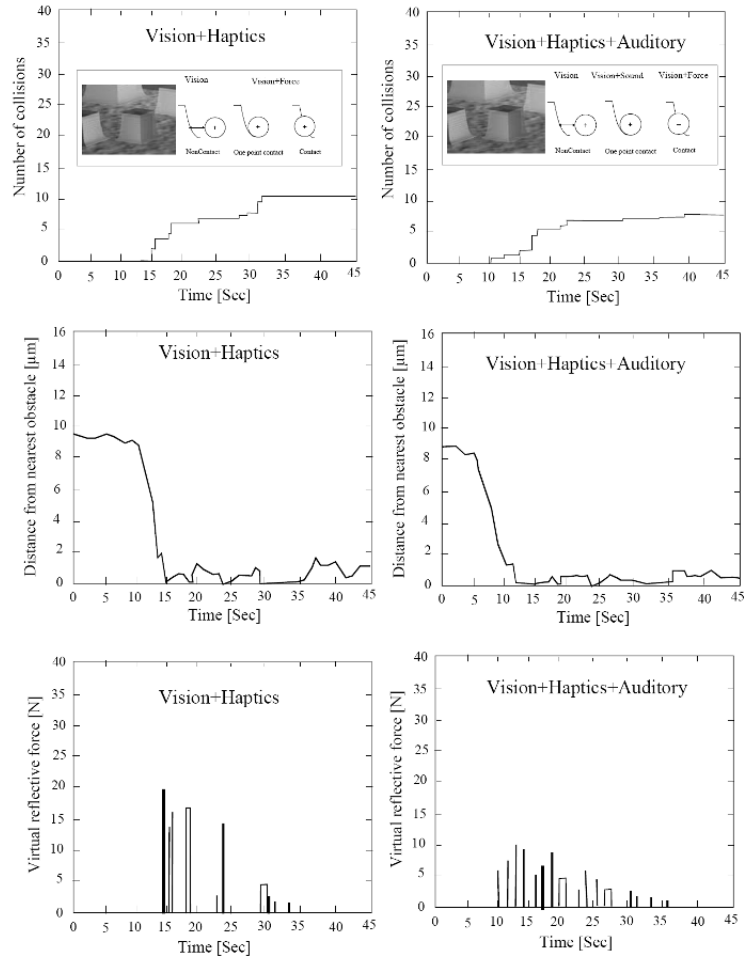 Vision+Haptics
Number of collisions
40
35
30
25
20
15
10
5
0
Vision
Vision+Force
NonContact
One point contact
Contact
0 5 10 15 20 25 30 35 40 45
Time [Sec]
Vision+Haptics+Auditory
Number of collisions
40
35
30
25
20
15
10
5
0
Vision
Vision+Sound
Vision+Force
NonContact
One point contact
Contact
0 5 10 15 20 25 30 35 40 45
Time [Sec]
Vision+Haptics
Distance from nearest obstacle [µm]
16
14
12
10
8
6
4
2
0
0 5 10 15 20 25 30 35 40 45
Time [Sec]
Vision+Haptics+Auditory
Distance from nearest obstacle [µm]
16
14
12
10
8
6
4
2
0
0 5 10 15 20 25 30 35 40 45
Time [Sec]
Vision+Haptics
Virtual reflective force [N]
40
35
30
25
20
15
10
5
0
0 5 10 15 20 25 30 35 40 45
Time [Sec]
Vision+Haptics+Auditory
Virtual reflective force [N]
40
35
30
25
20
15
10
5
0
0 5 10 15 20 25 30 35 40 45
Time [Sec]